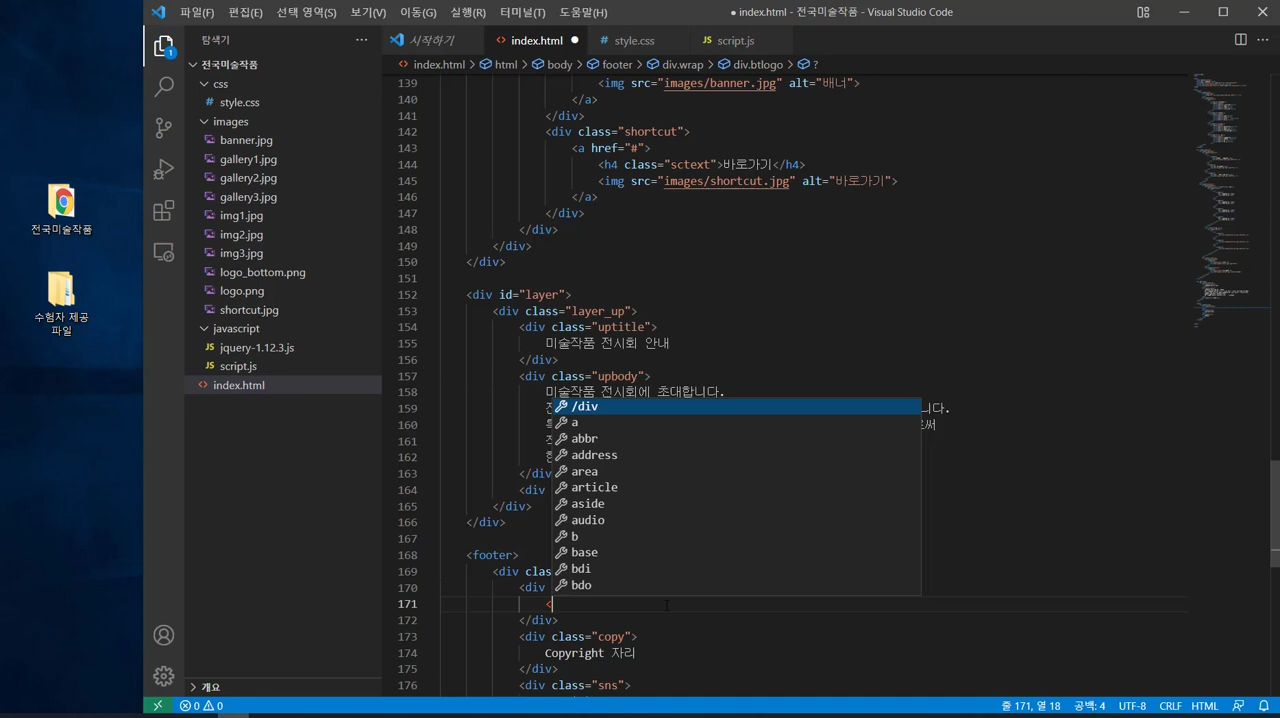 파일(F) 편집(E) 선택 영역(S) 보기(V) 이동(G) 실행(R) 터미널(T) 도움말(H) ● index.html - 전국미술작품 - Visual Studio Code
탐색기 ···
시작하기 <> index.html ● # style.css JS script.js
<> index.html > html > body > footer > div.wrap > div.btlogo > ?
1
전국미술작품
css
# style.css
images
banner.jpg
gallery1.jpg
gallery2.jpg
gallery3.jpg
img1.jpg
img2.jpg
img3.jpg
logo_bottom.png
logo.png
shortcut.jpg
javascript
JS jquery-1.12.3.js
JS script.js
<> index.html
개요
전국미술작품
수험자 제공
파일
139 <img src="images/banner.jpg" alt="배너">
140 </a>
141 </div>
142 <div class="shortcut">
143 <a href="#">
144 <h4 class="sctext">바로가기</h4>
145 <img src="images/shortcut.jpg" alt="바로가기">
146 </a>
147 </div>
148 </div>
149 </div>
150 </div>
151
152 <div id="layer">
153 <div class="layer_up">
154 <div class="uptitle">
155 미술작품 전시회 안내
156 </div>
157 <div class="upbody">
158 미술작품 전시회에 초대합니다.
159 니다.
160 로써
161
162
163 </div
164 <div
165 </div>
166 </div>
167
168 <footer>
169 <div clas
170 <div
171 <
172 </div>
173 <div class="copy">
174 Copyright 자리
175 </div>
176 <div class="sns">
/div
a
abbr
address
area
article
aside
audio
b
base
bdi
bdo
0 0 줄 171, 열 18 공백: 4 UTF-8 CRLF HTML